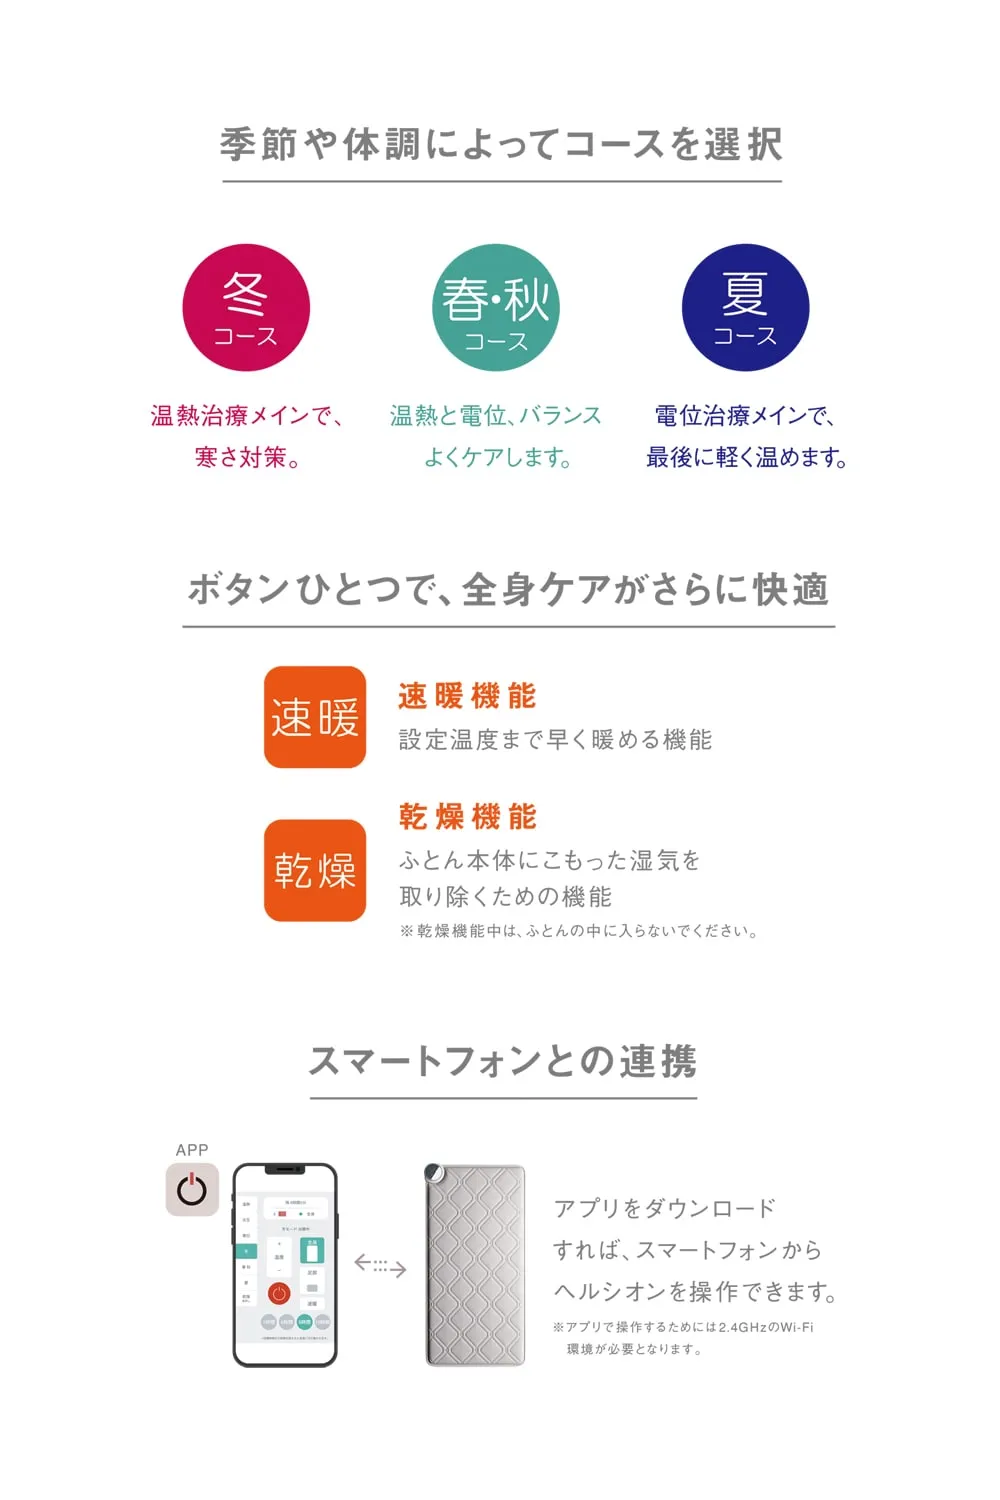 季節や体調によってコースを選択
冬
コース
春・秋
コース
夏
コース
温熱治療メインで、
寒さ対策。
温熱と電位、バランス
よくケアします。
電位治療メインで、
最後に軽く温めます。
ボタンひとつで、全身ケアがさらに快適
速暖
速暖機能
設定温度まで早く暖める機能
乾燥
乾燥機能
ふとん本体にこもった湿気を
取り除くための機能
※乾燥機能中は、ふとんの中に入らないでください。
スマートフォンとの連携
APP
アプリをダウンロード
すれば、スマートフォンから
ヘルシオンを操作できます。
※アプリで操作するためには2.4GHzのWi-Fi
環境が必要となります。